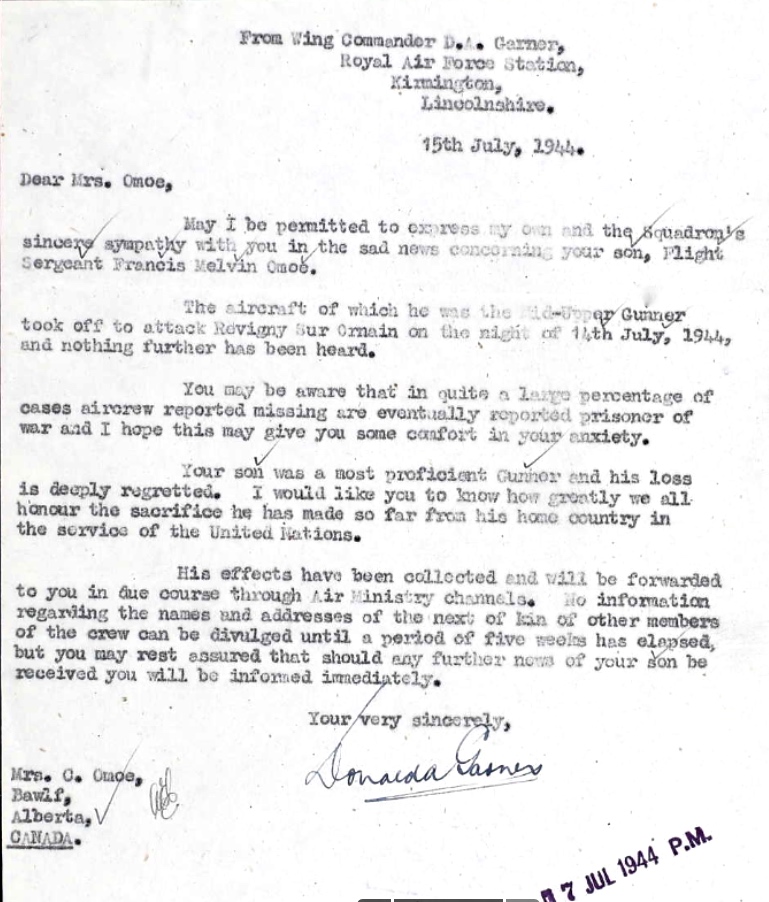 From Wing Commander D.A. Garner,
Royal Air Force Station,
Kirmington,
Lincolnshire.
15th July, 1944.
Dear Mrs. Omoe,
May I be permitted to express my own and the Squadron's
sincere sympathy with you in the sad news concerning your son, Flight
Sergeant Francis Melvin Omoe.
The aircraft of which he was the Mid-Upper Gunner
took off to attack Revigny Sur Ornain on the night of 14th July, 1944,
and nothing further has been heard.
You may be aware that in quite a large percentage of
cases aircrew reported missing are eventually reported prisoner of
war and I hope this may give you some comfort in your anxiety.
Your son was a most proficient Gunner and his loss
is deeply regretted. I would like you to know how greatly we all
honour the sacrifice he has made so far from his home country in
the service of the United Nations.
His effects have been collected and will be forwarded
to you in due course through Air Ministry channels. No information
regarding the names and addresses of the next of kin of other members
of the crew can be divulged until a period of five weeks has elapsed,
but you may rest assured that should any further news of your son be
received you will be informed immediately.
Your very sincerely,
Donald A Garner
Mrs. C. Omoe,
Bawlf,
Alberta,
CANADA.
7 JUL 1944 P.M.